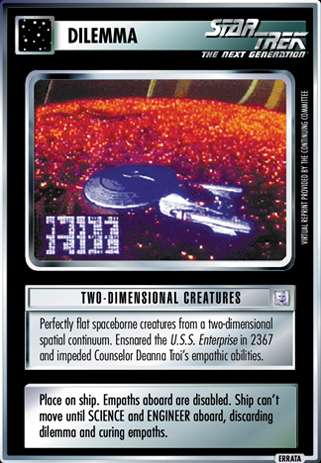 DILEMMA
STAR TREK
THE NEXT GENERATION®
VIRTUAL REPRINT PROVIDED BY THE CONTINUING COMMITTEE
TWO-DIMENSIONAL CREATURES
Perfectly flat spaceborne creatures from a two-dimensional
spatial continuum. Ensnared the U.S.S. Enterprise in 2367
and impeded Counselor Deanna Troi's empathic abilities.
Place on ship. Empaths aboard are disabled. Ship can't
move until SCIENCE and ENGINEER aboard, discarding
dilemma and curing empaths.
ERRATA